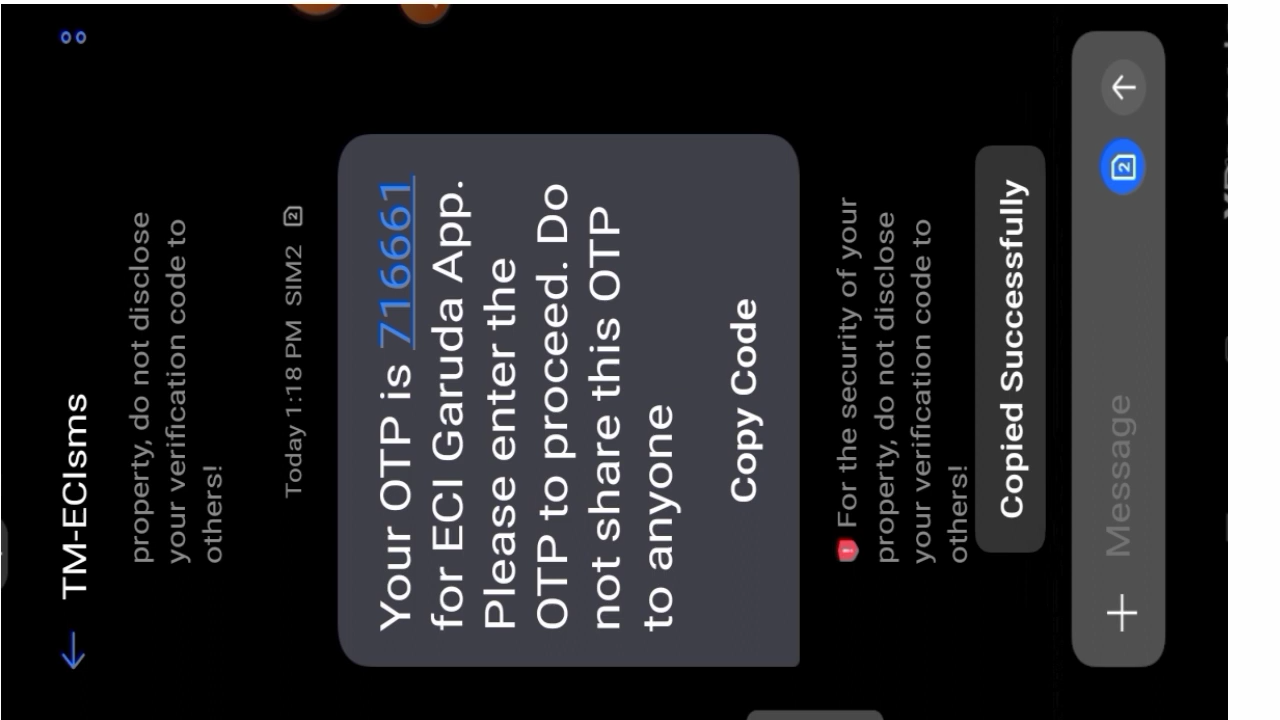 TM-ECIsms
property, do not disclose
your verification code to
others!
Today 1:18 PM SIM2 2
Your OTP is 716661
for ECI Garuda App.
Please enter the
OTP to proceed. Do
not share this OTP
to anyone
Copy Code
For the security of your
property, do not disclose
your verification code to
others!
Copied Successfully
Message
2